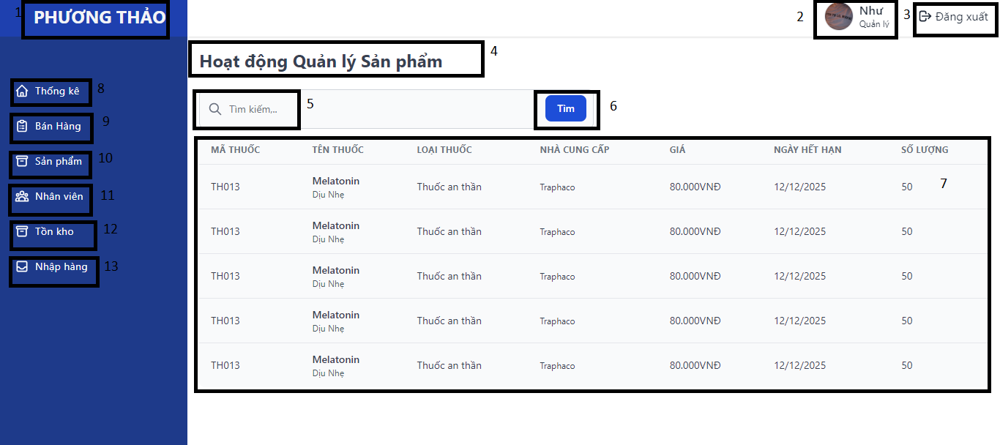 1 PHƯƠNG THẢO
2 Như
Quản lý
3 Đăng xuất
Hoạt động Quản lý Sản phẩm 4
Tìm kiếm,.. 5
Tìm 6
Thống kê 8
Bán Hàng 9
Sản phẩm 10
Nhân viên 11
Tồn kho 12
Nhập hàng 13
MÃ THUỐC TÊN THUỐC LOẠI THUỐC NHÀ CUNG CẤP GIÁ NGÀY HẾT HẠN SỐ LƯỢNG
7
TH013 Melatonin Dịu Nhẹ Thuốc an thần Traphaco 80.000VNĐ 12/12/2025 50
TH013 Melatonin Dịu Nhẹ Thuốc an thần Traphaco 80.000VNĐ 12/12/2025 50
TH013 Melatonin Dịu Nhẹ Thuốc an thần Traphaco 80.000VNĐ 12/12/2025 50
TH013 Melatonin Dịu Nhẹ Thuốc an thần Traphaco 80.000VNĐ 12/12/2025 50
TH013 Melatonin Dịu Nhẹ Thuốc an thần Traphaco 80.000VNĐ 12/12/2025 50